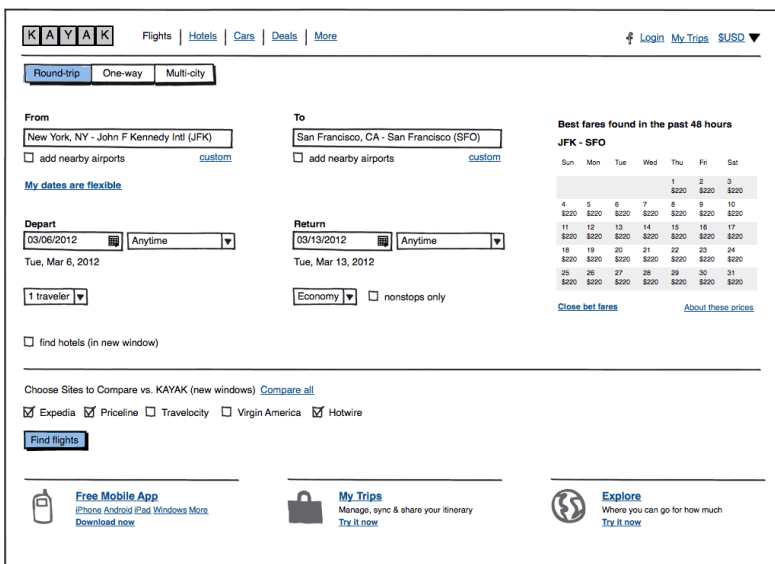 K A Y A K Flights Hotels Cars Deals More Login My Trips $USD
Round-trip One-way Multi-city
From
New York, NY - John F Kennedy Intl (JFK)
add nearby airports custom
My dates are flexible
To
San Francisco, CA - San Francisco (SFO)
add nearby airports custom
Depart
03/06/2012 Anytime
Tue, Mar 6, 2012
Return
03/13/2012 Anytime
Tue, Mar 13, 2012
1 traveler
Economy nonstops only
find hotels (in new window)
Best fares found in the past 48 hours
JFK - SFO
Sun Mon Tue Wed Thu Fri Sat
1 2 3
$220 $220 $220
4 5 6 7 8 9 10
$220 $220 $220 $220 $220 $220 $220
11 12 13 14 15 16 17
$220 $220 $220 $220 $220 $220 $220
18 19 20 21 22 23 24
$220 $220 $220 $220 $220 $220 $220
25 26 27 28 29 30 31
$220 $220 $220 $220 $220 $220 $220
Close bet fares About these prices
Choose Sites to Compare vs. KAYAK (new windows) Compare all
Expedia Priceline Travelocity Virgin America Hotwire
Find flights
Free Mobile App
iPhone Android iPad Windows More
Download now
My Trips
Manage, sync & share your itinerary
Try it now
Explore
Where you can go for how much
Try it now